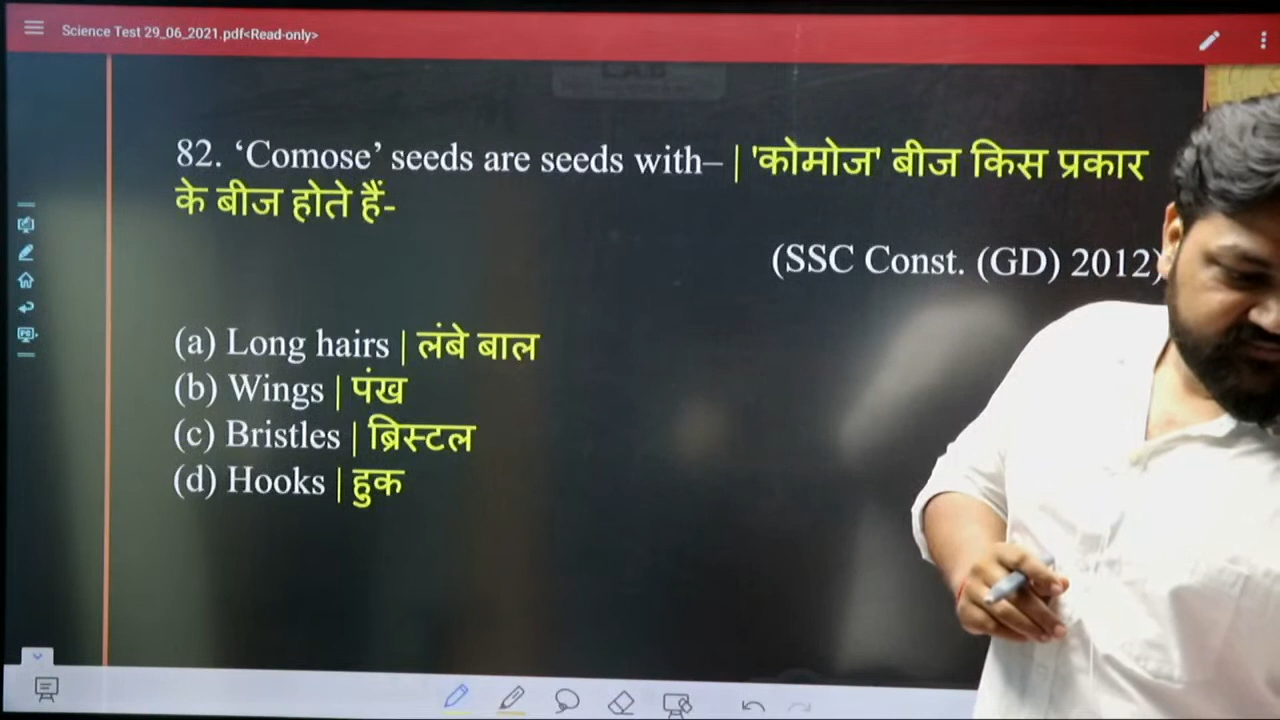 Science Test 29_06_2021.pdf<Read-only>
82. ‘Comose’ seeds are seeds with– | 'कोमोज' बीज किस प्रकार
के बीज होते हैं-
(SSC Const. (GD) 2012)
(a) Long hairs | लंबे बाल
(b) Wings | पंख
(c) Bristles | ब्रिस्टल
(d) Hooks | हुक